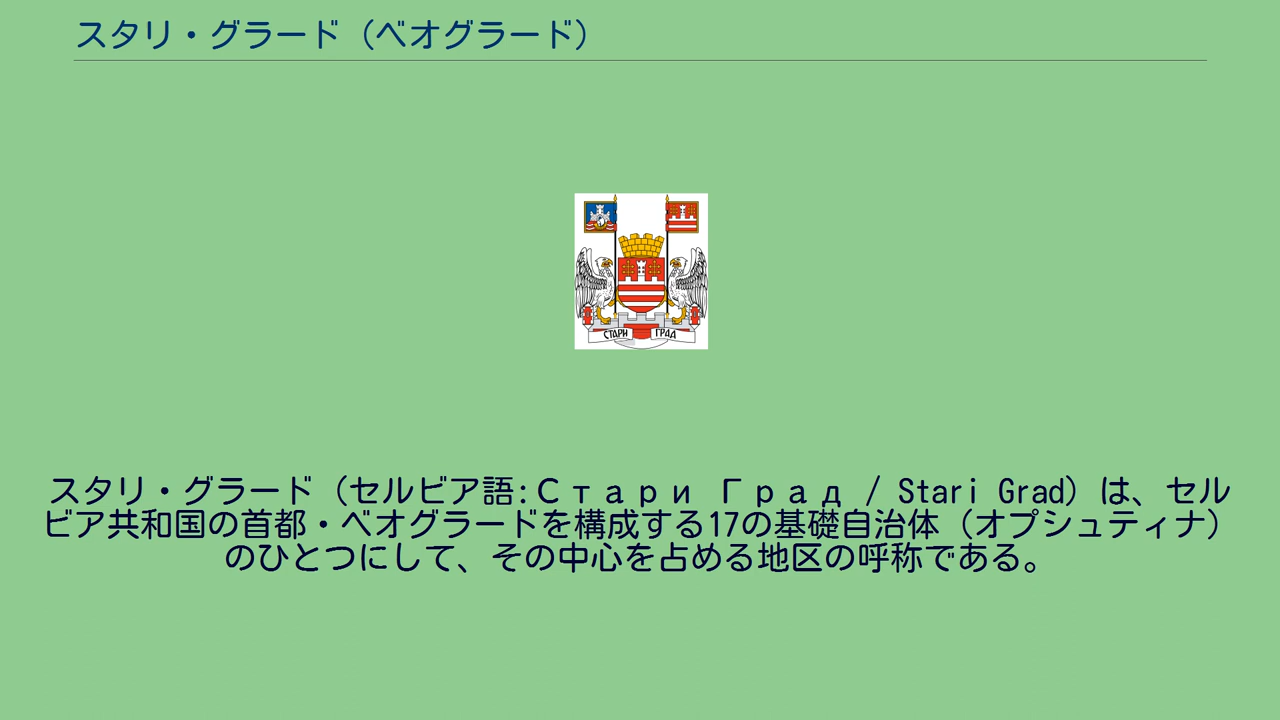 スタリ・グラード（ベオグラード）
СТАРИ ГРАД
スタリ・グラード（セルビア語:Стари Град / Stari Grad）は、セル
ビア共和国の首都・ベオグラードを構成する17の基礎自治体（オプシュティナ）
のひとつにして、その中心を占める地区の呼称である。